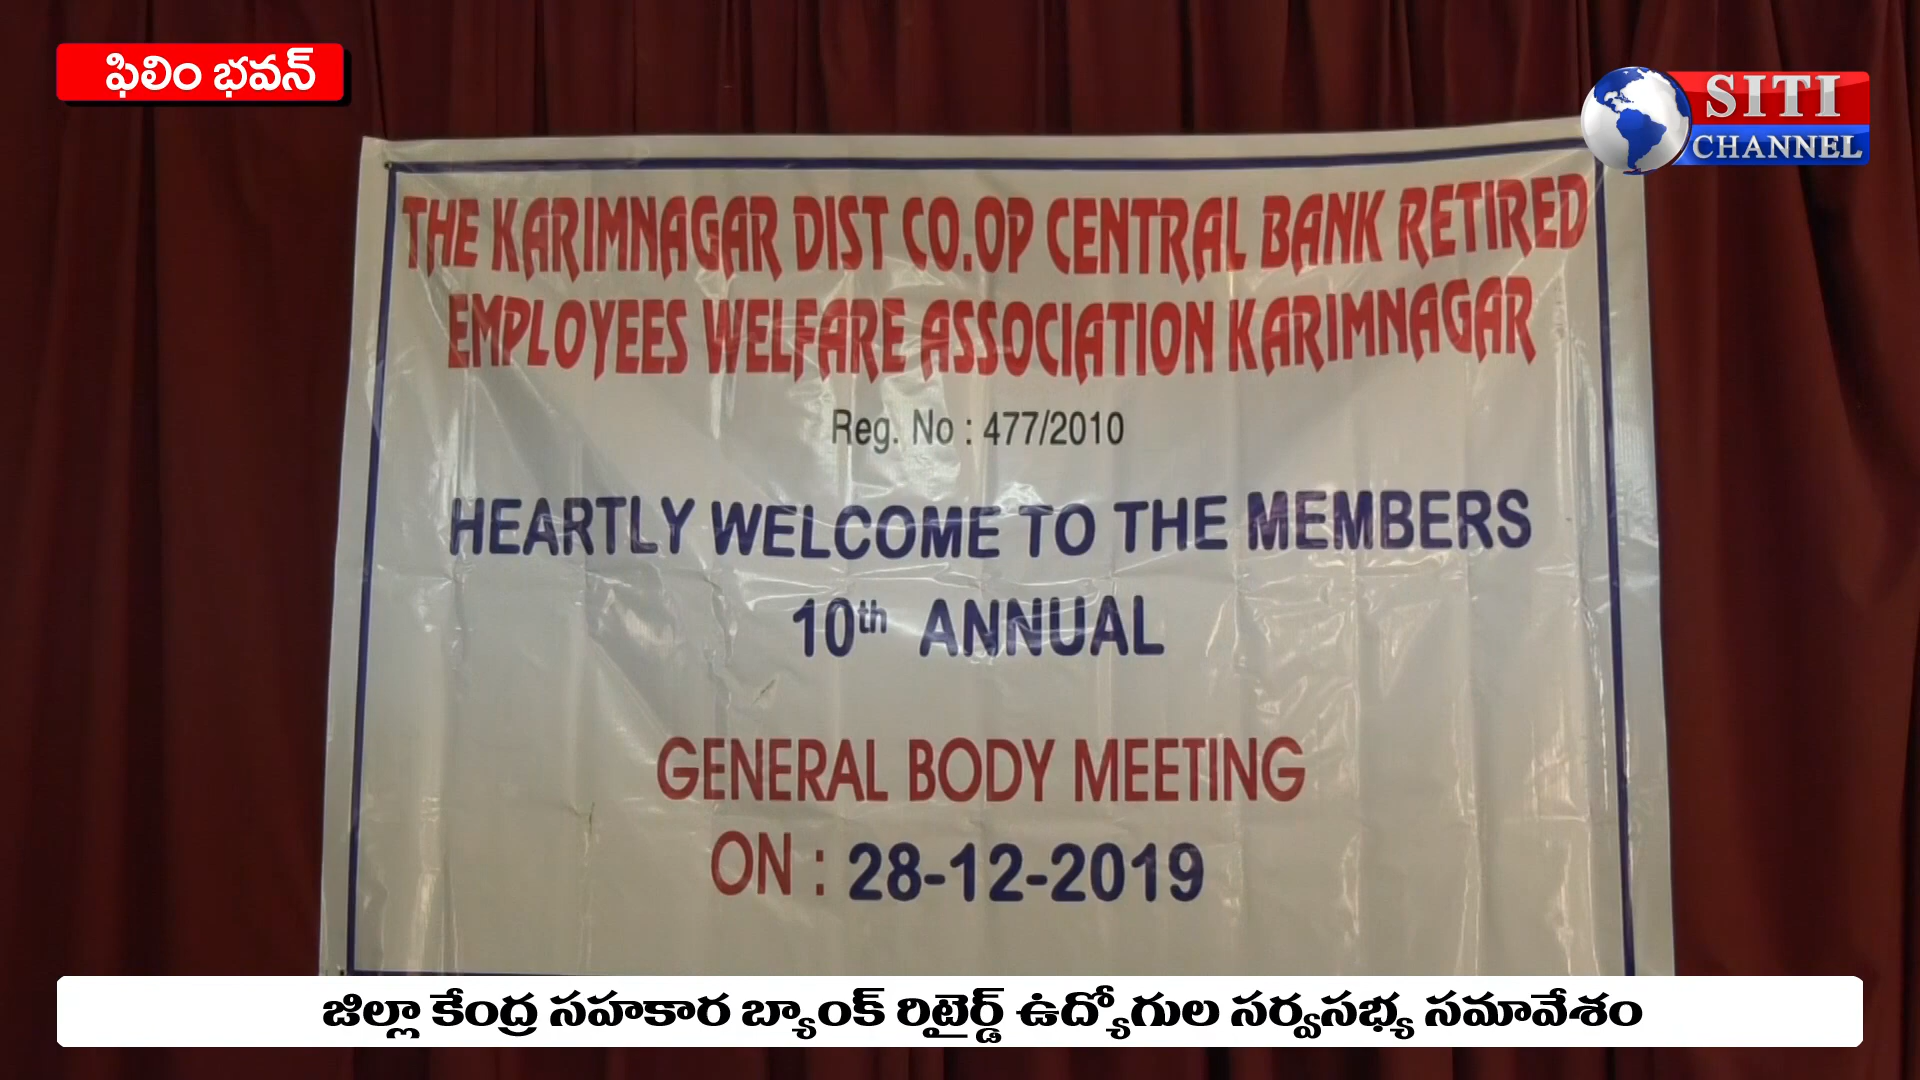 ఫిలిం భవన్
SITI
CHANNEL
THE KARIMNAGAR DIST CO.OP CENTRAL BANK RETIRED
EMPLOYEES WELFARE ASSOCIATION KARIMNAGAR
Reg. No : 477/2010
HEARTLY WELCOME TO THE MEMBERS
10th ANNUAL
GENERAL BODY MEETING
ON : 28-12-2019
జిల్లా కేంద్ర సహకార బ్యాంక్ రిటైర్డ్ ఉద్యోగుల సర్వసభ్య సమావేశం